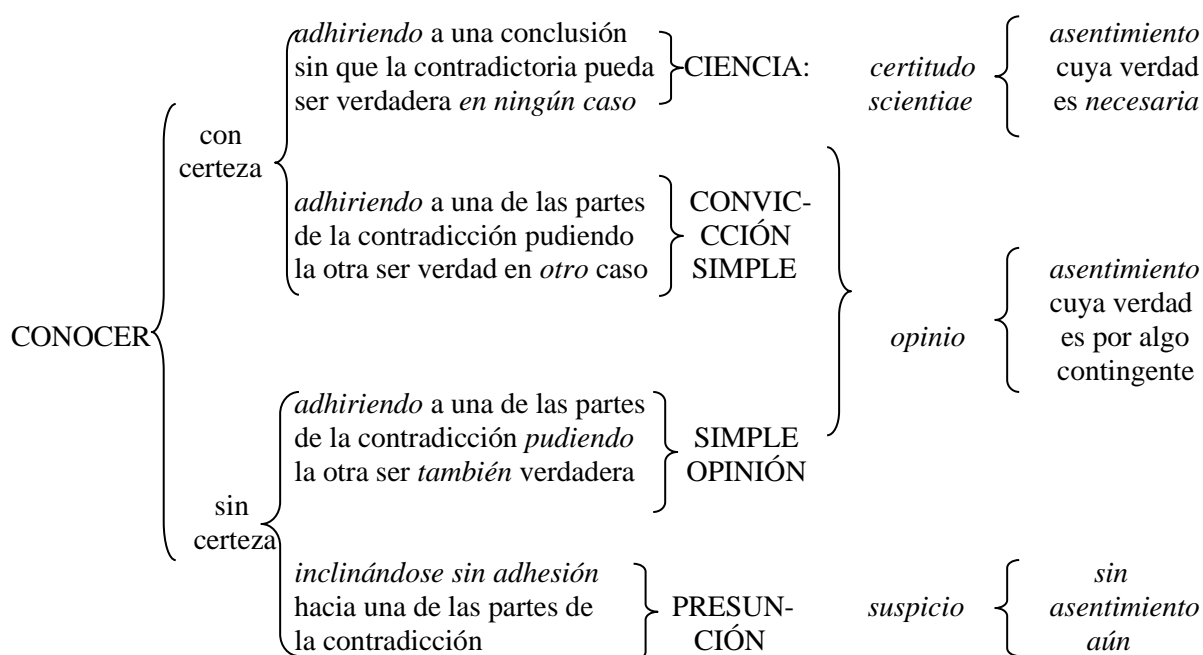 adhiriendo a una conclusión
sin que la contradictoria pueda
ser verdadera en ningún caso
CIENCIA:
certitudo
scientiae
asentimiento
cuya verdad
es necesaria
con
certeza
adhiriendo a una de las partes
de la contradicción pudiendo
la otra ser verdad en otro caso
CONVIC-
CCIÓN
SIMPLE
CONOCER
opinio
asentimiento
cuya verdad
es por algo
contingente
adhiriendo a una de las partes
de la contradicción pudiendo
la otra ser también verdadera
SIMPLE
OPINIÓN
sin
certeza
inclinándose sin adhesión
hacia una de las partes de
la contradicción
PRESUN-
CIÓN
suspicio
sin
asentimiento
aún